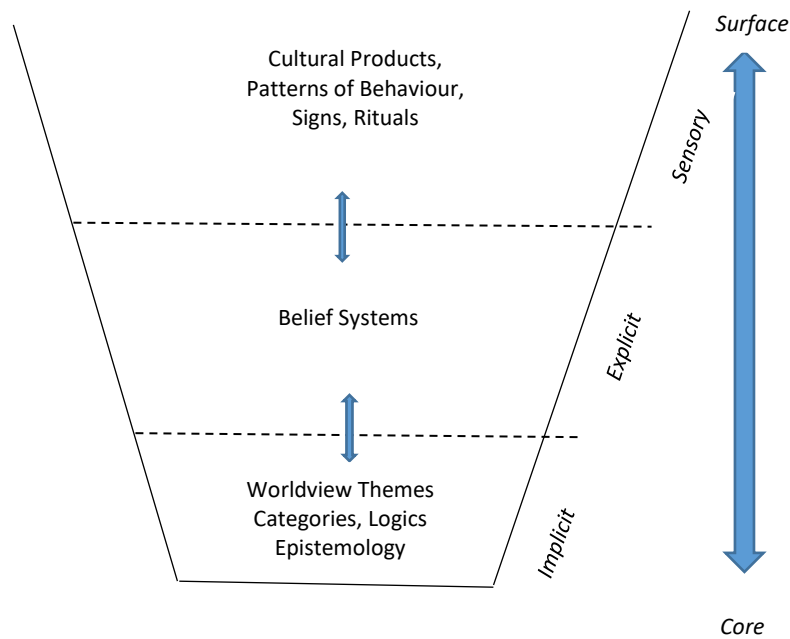 Surface
Cultural Products,
Patterns of Behaviour,
Signs, Rituals
Sensory
Belief Systems
Explicit
Worldview Themes
Categories, Logics
Epistemology
Implicit
Core